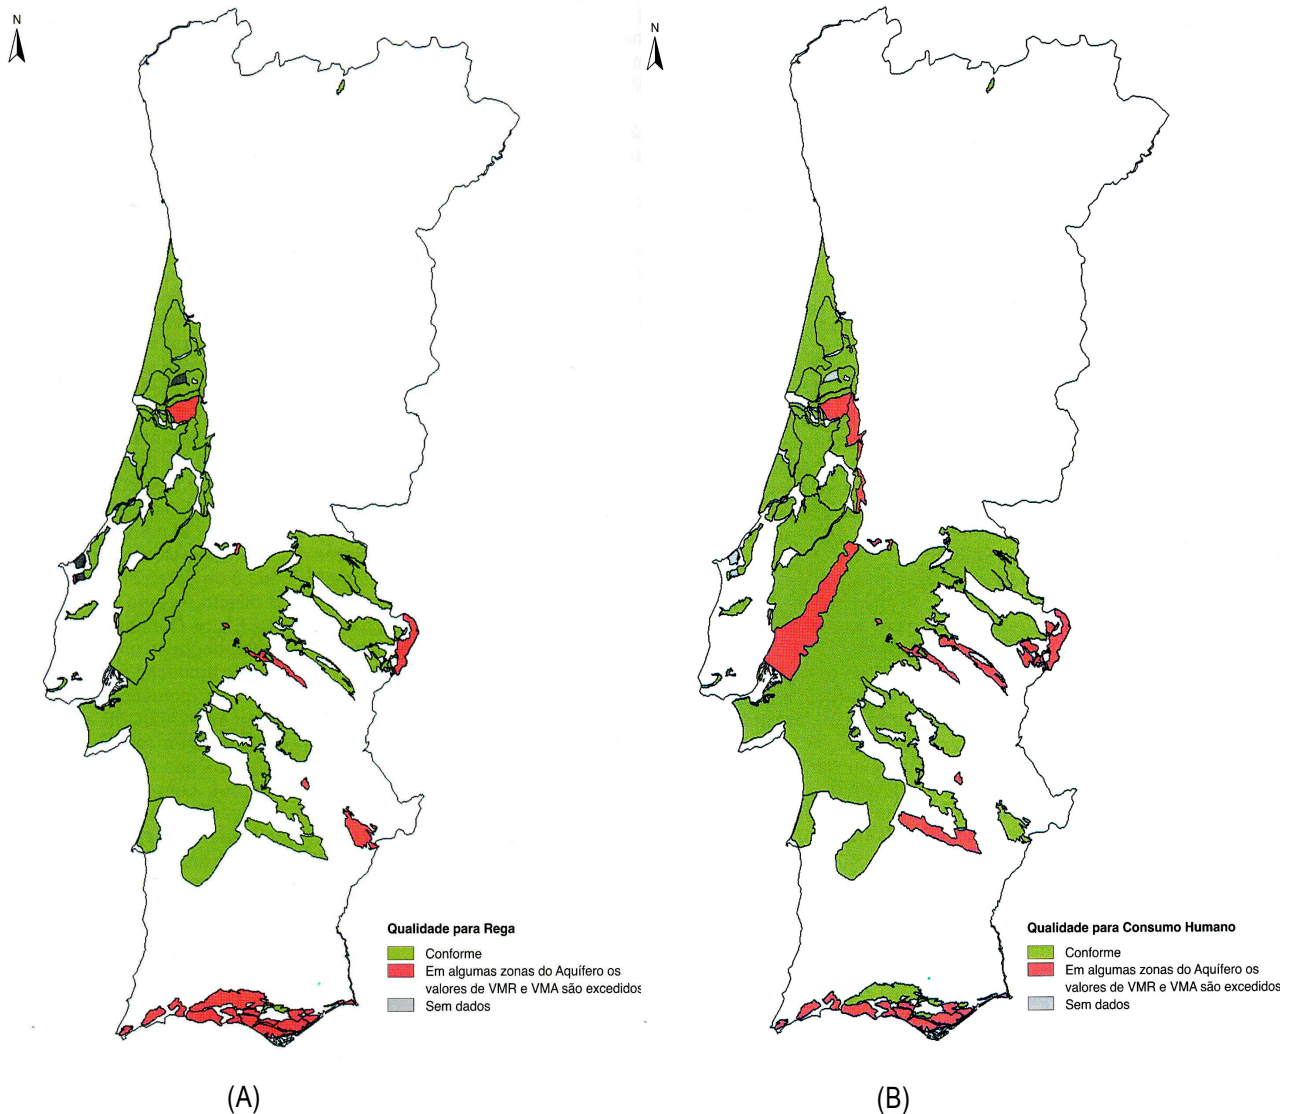 N
N
Qualidade para Rega
Conforme
Em algumas zonas do Aquífero os
valores de VMR e VMA são excedidos
Sem dados
Qualidade para Consumo Humano
Conforme
Em algumas zonas do Aquífero os
valores de VMR e VMA são excedidos
Sem dados
(A)
(B)